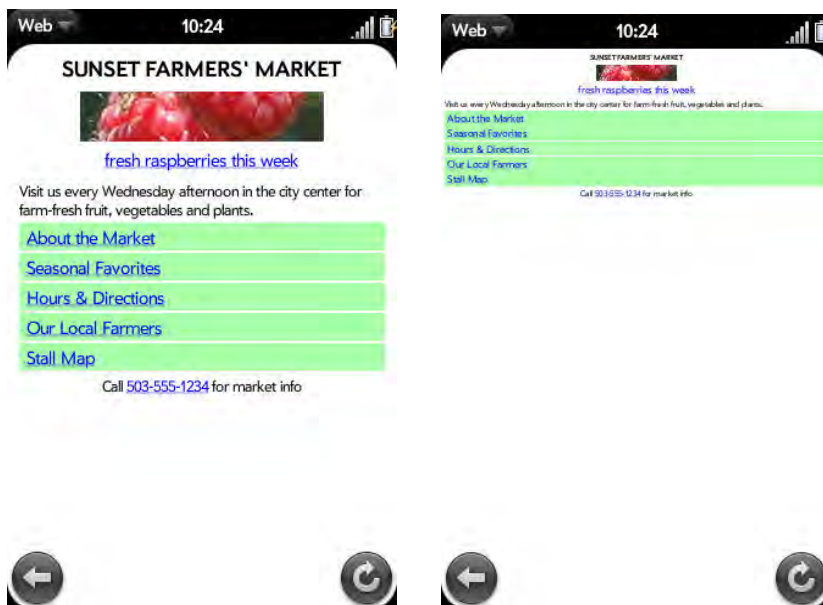 Web
10:24
SUNSET FARMERS' MARKET
fresh raspberries this week
Visit us every Wednesday afternoon in the city center for
farm-fresh fruit, vegetables and plants.
About the Market
Seasonal Favorites
Hours & Directions
Our Local Farmers
Stall Map
Call 503-555-1234 for market info
Web
10:24
SUNSET FARMERS' MARKET
fresh raspberries this week
Visit us every Wednesday afternoon in the city center for farm-fresh fruit, vegetables and plants.
About the Market
Seasonal Favorites
Hours & Directions
Our Local Farmers
Stall Map
Call 503-555-1234 for market info